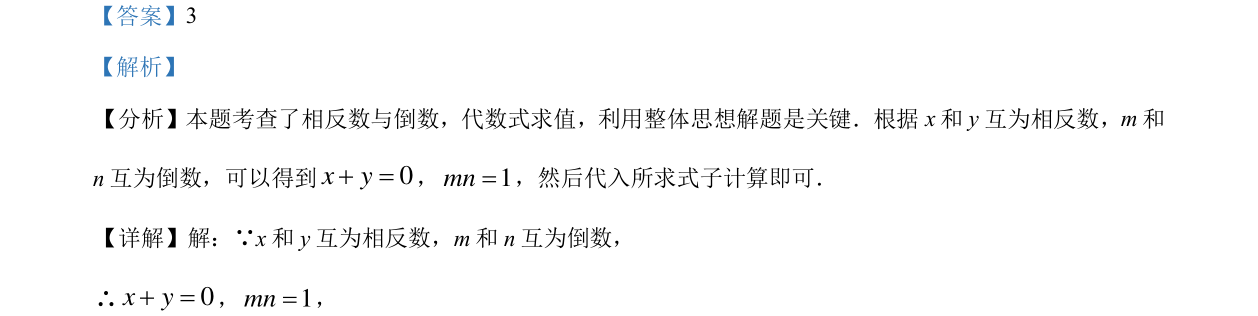 【答案】3
【解析】
【分析】本题考查了相反数与倒数，代数式求值，利用整体思想解题是关键．根据 x 和 y 互为相反数，m 和
n 互为倒数，可以得到 x+y=0，mn=1，然后代入所求式子计算即可．
【详解】解：∵x 和 y 互为相反数，m 和 n 互为倒数，
∴x+y=0，mn=1，